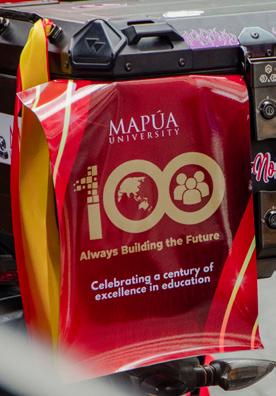 MAPÚA
UNIVERSITY
100
Always Building the Future
Celebrating a century of
excellence in education